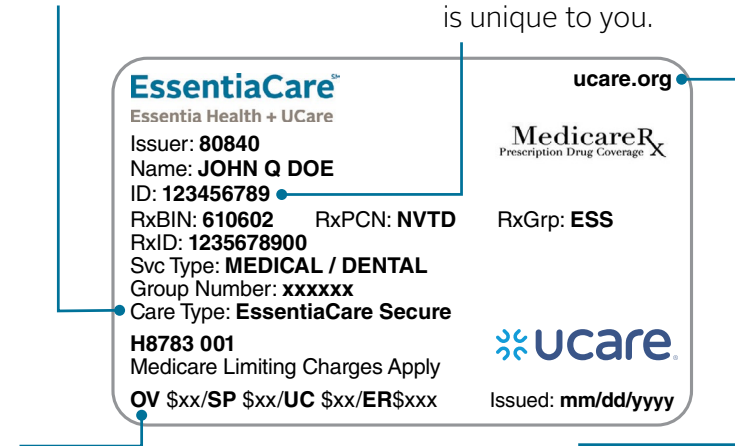 is unique to you.
EssentiaCare℠
ucare.org
Essentia Health + UCare
MedicareRx
Prescription Drug Coverage
Issuer: 80840
Name: JOHN Q DOE
ID: 123456789
RxBIN: 610602 RxPCN: NVTD RxGrp: ESS
RxID: 1235678900
Svc Type: MEDICAL / DENTAL
Group Number: xxxxxx
Care Type: EssentiaCare Secure
H8783 001
Medicare Limiting Charges Apply
ucare.
OV $xx/SP $xx/UC $xx/ER$xxx Issued: mm/dd/yyyy